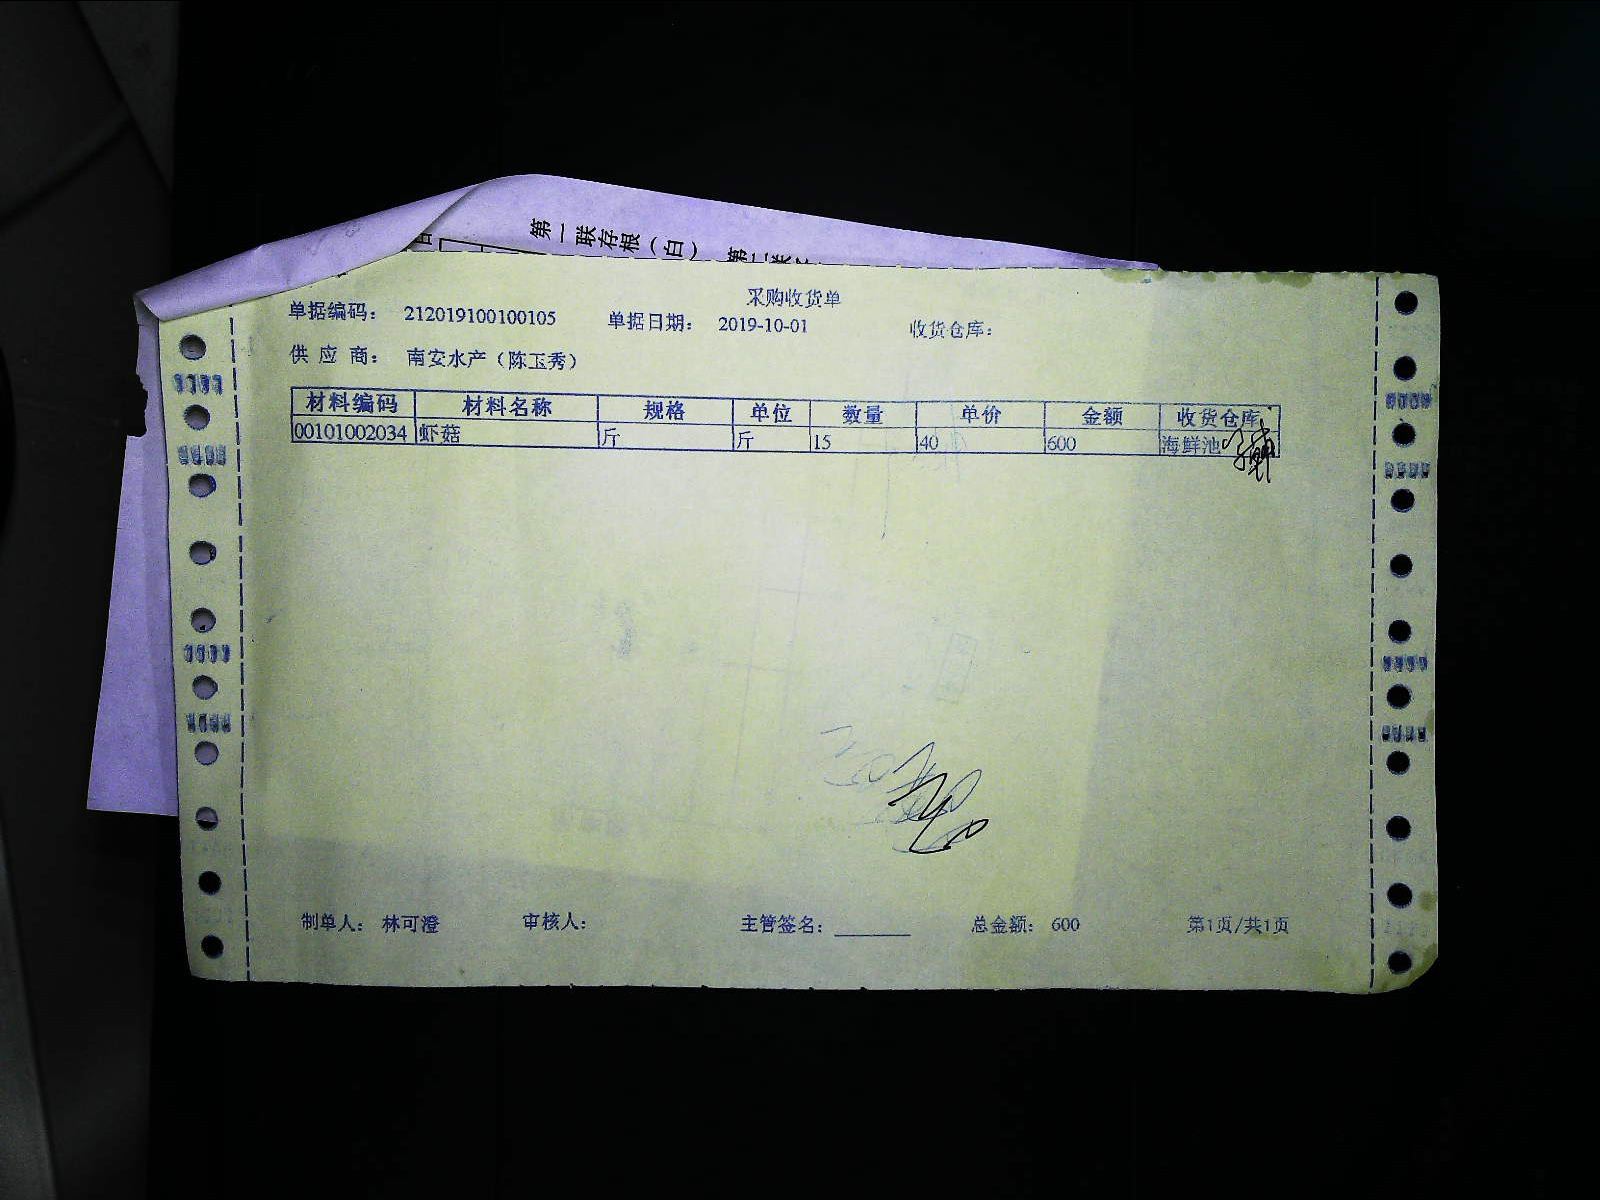 第一联存根（白） 第二联
采购收货单
单据编码： 212019100100105 单据日期： 2019-10-01 收货仓库：
供 应 商： 南安水产（陈玉秀）
材料编码 材料名称 规格 单位 数量 单价 金额 收货仓库
00101002034 虾菇 斤 斤 15 40 600 海鲜池
制单人： 林可澄 审核人： 主管签名： 总金额： 600 第1页/共1页